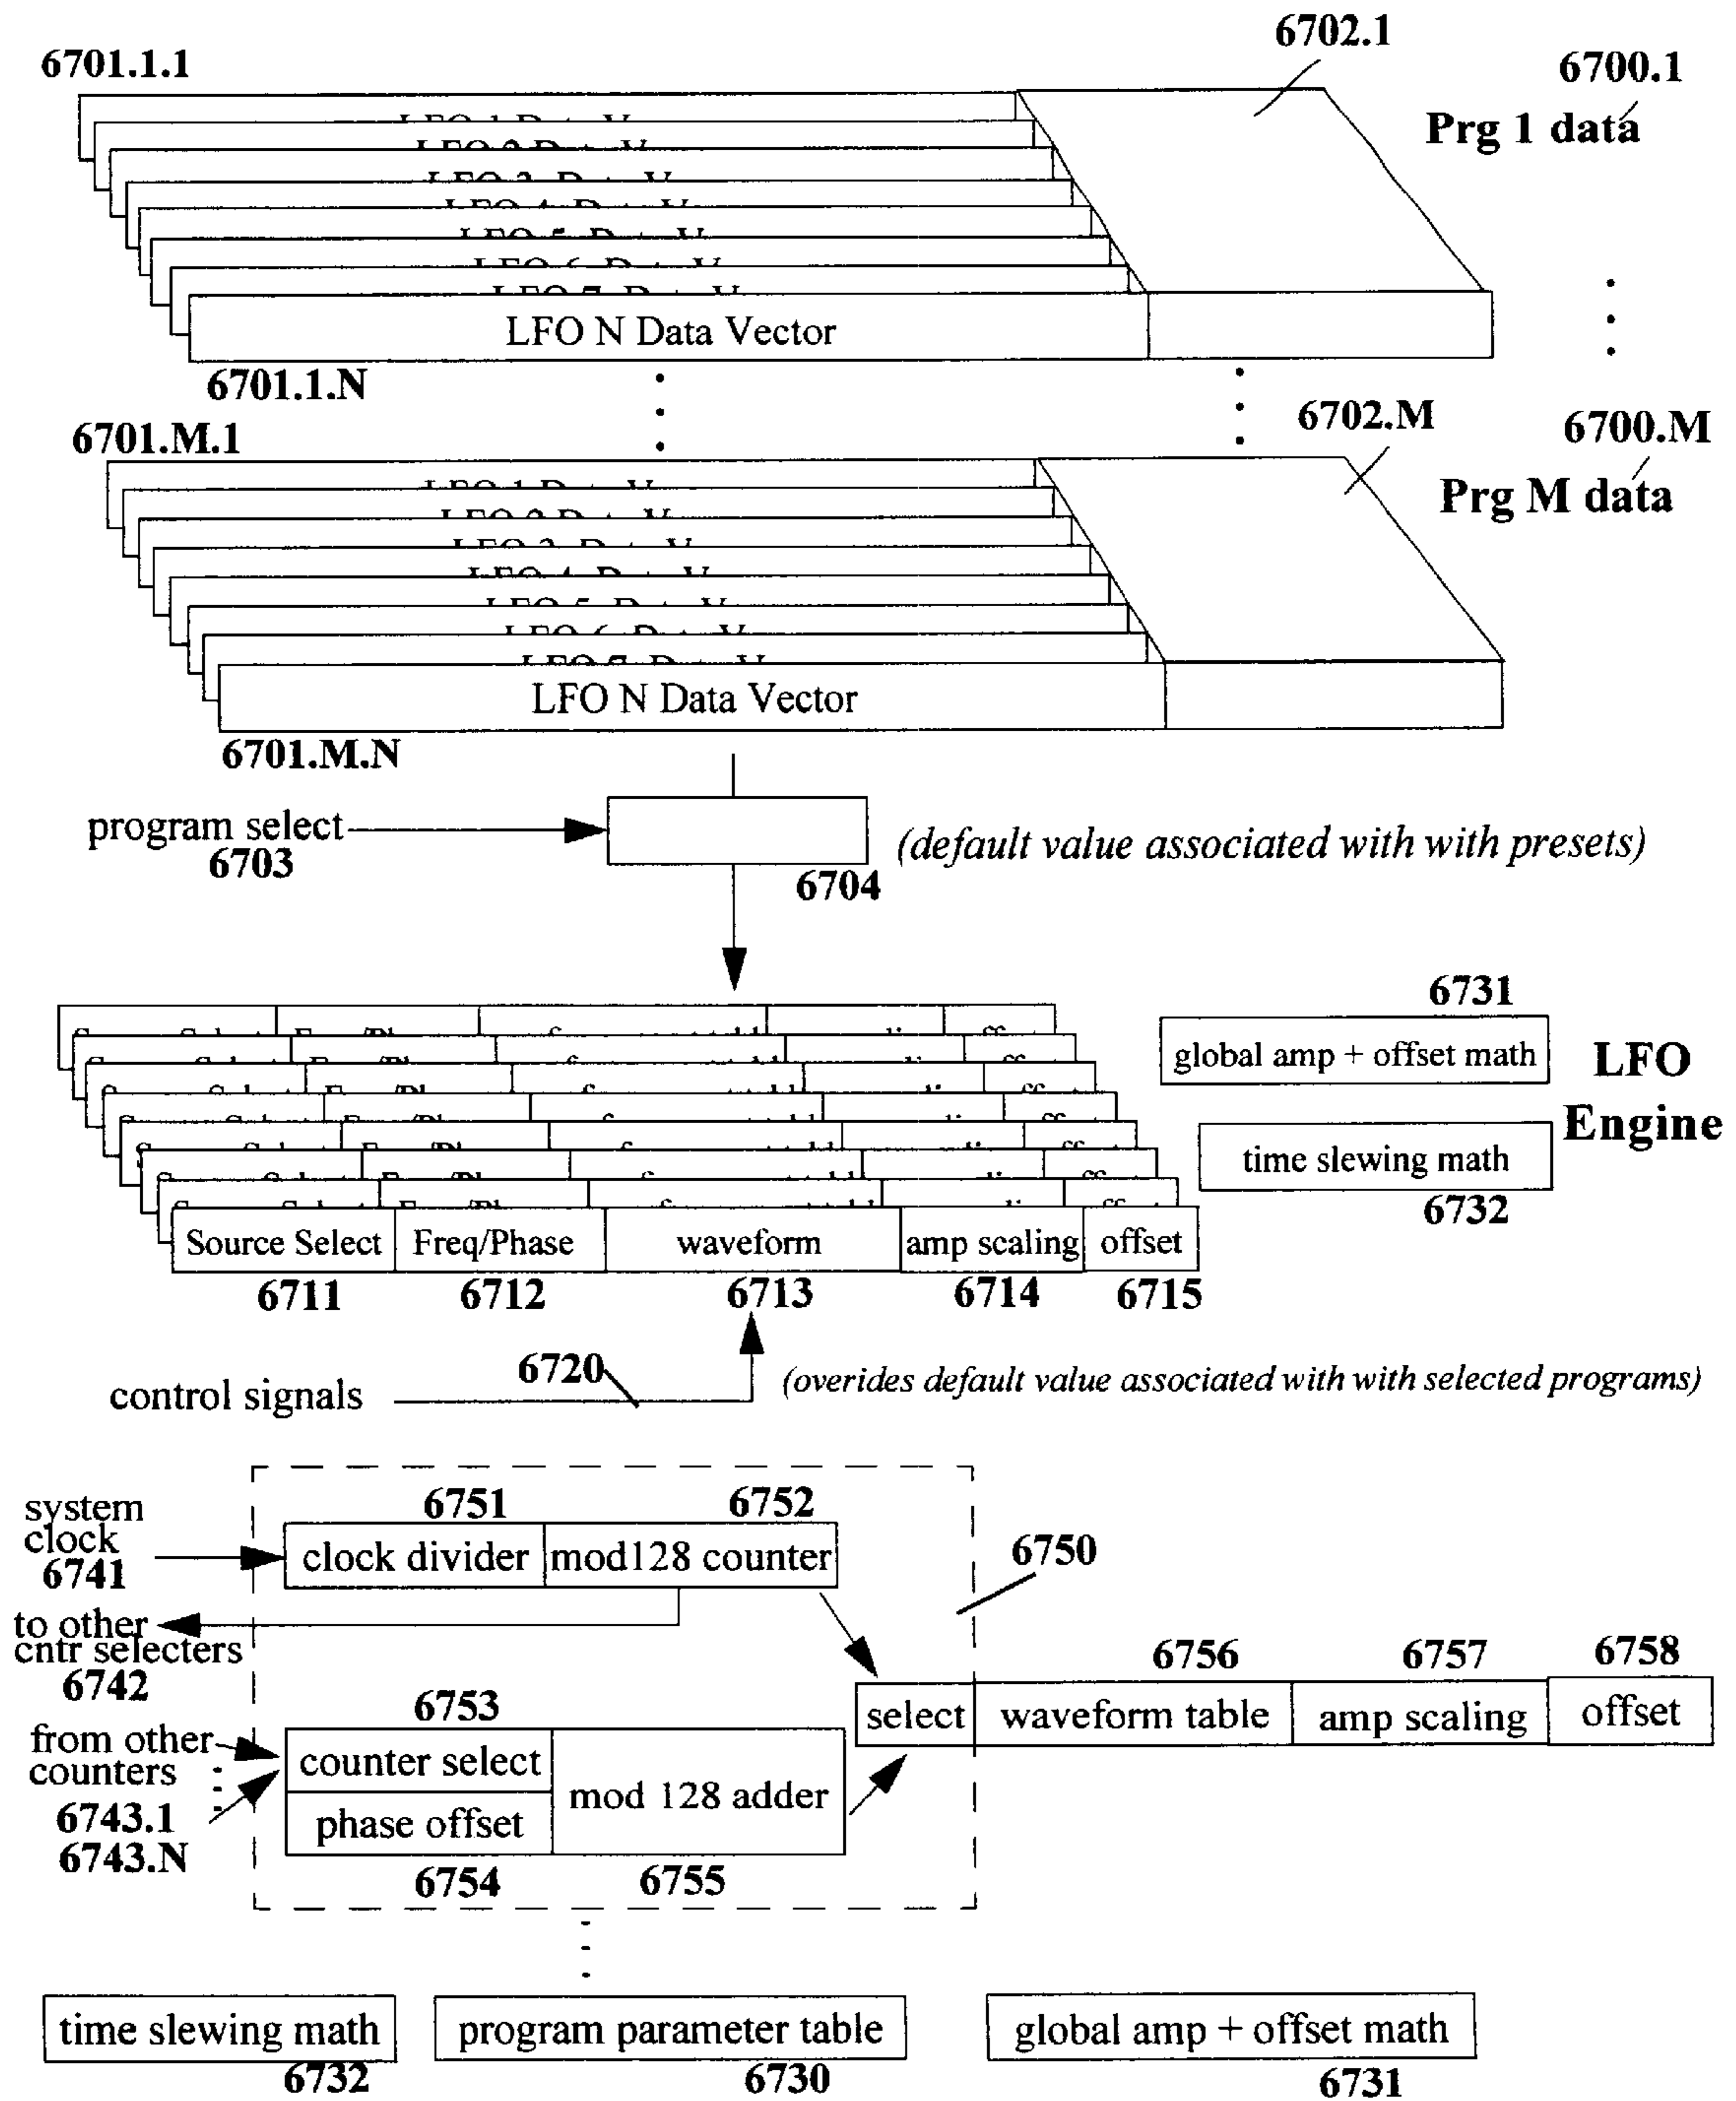 6702.1
6701.1.1
6700.1
Prg 1 data
LFO N Data Vector
6701.1.N
6702.M
6700.M
6701.M.1
Prg M data
LFO N Data Vector
6701.M.N
program select
6703
6704
(default value associated with with presets)
6731
global amp + offset math
LFO
Engine
time slewing math
6732
Source Select
Freq/Phase
waveform
amp scaling
offset
6711
6712
6713
6714
6715
6720
control signals
(overides default value associated with with selected programs)
system
clock
6741
6751
6752
clock divider
mod128 counter
6750
to other
cntr selecters
6742
6753
6756
6757
6758
select
waveform table
amp scaling
offset
from other
counters
6743.1
6743.N
counter select
phase offset
mod 128 adder
6754
6755
time slewing math
6732
program parameter table
6730
global amp + offset math
6731